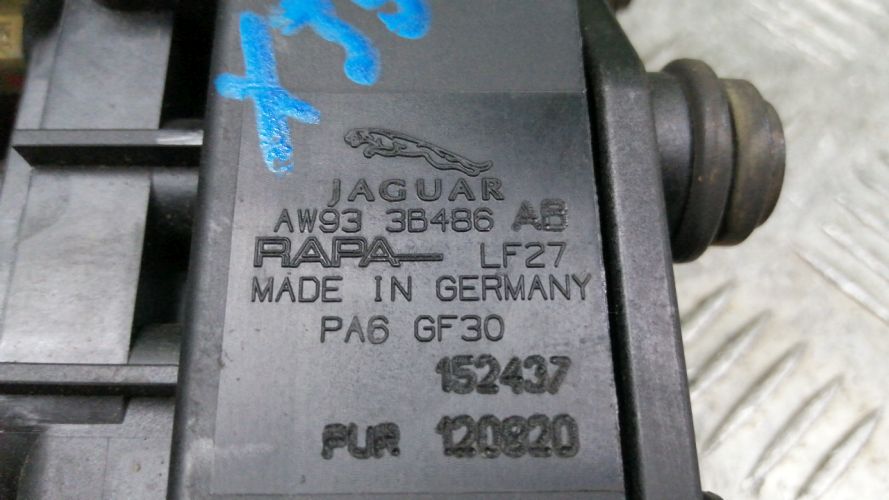 JAGUAR
AW93 3B486 AB
RAPA LF27
MADE IN GERMANY
PA6 GF30
152437
PUR 120820